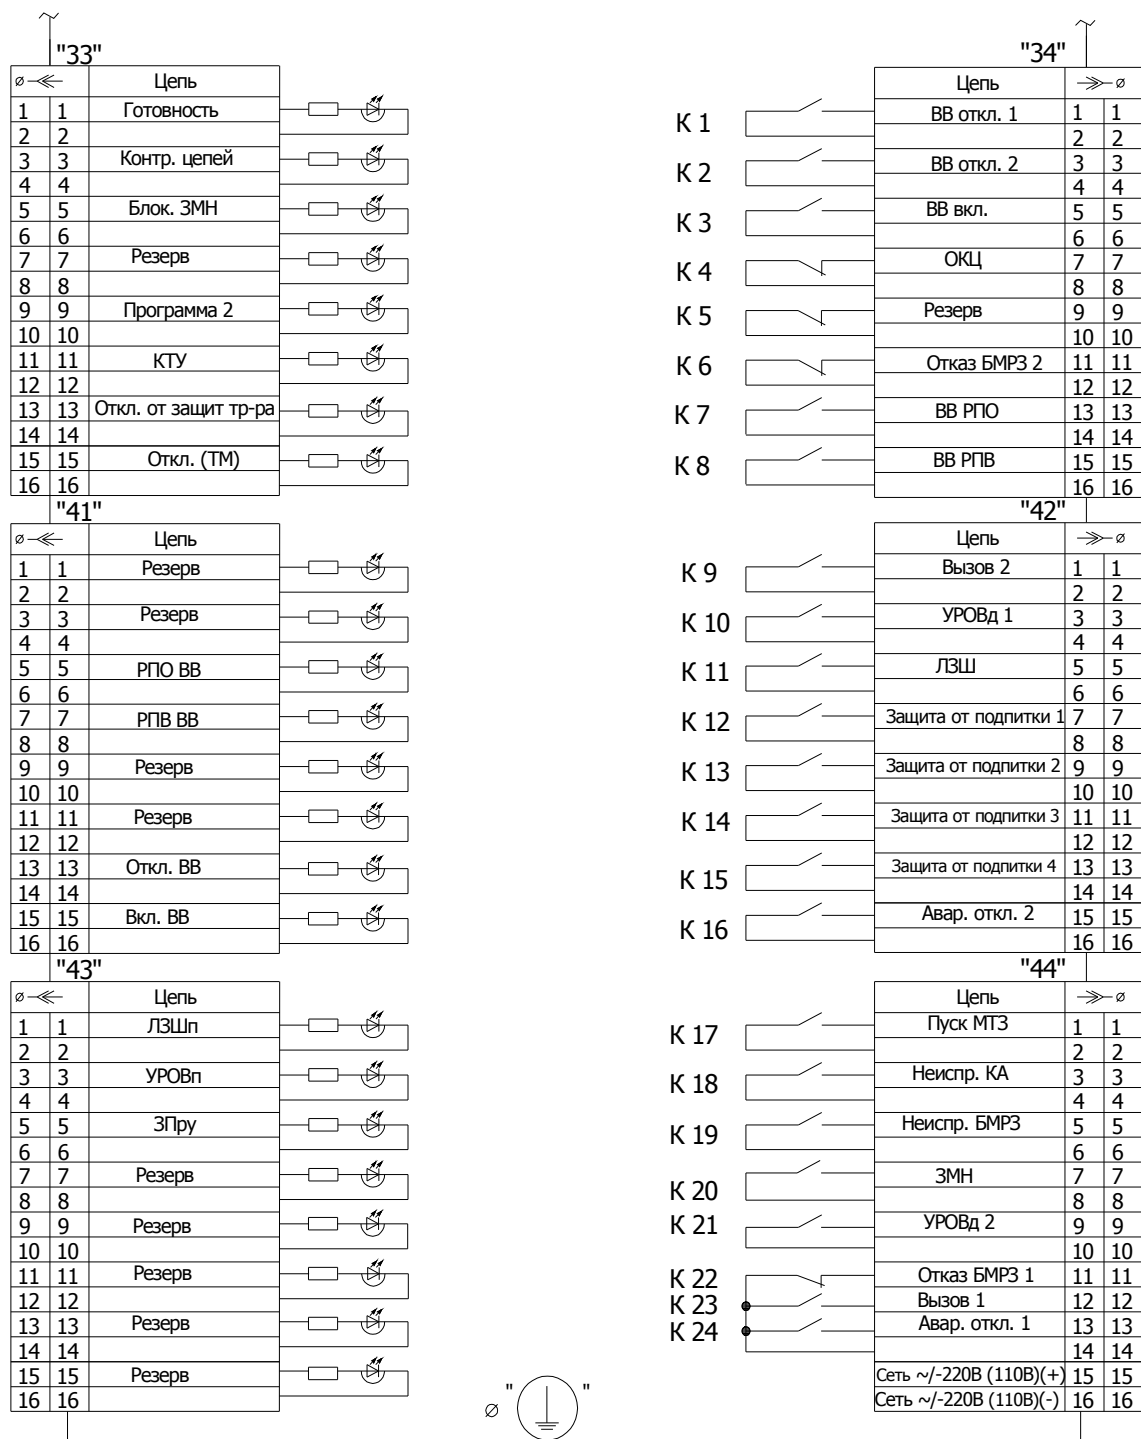 "33"
Цепь
1 1 Готовность
2 2
3 3 Контр. цепей
4 4
5 5 Блок. ЗМН
6 6
7 7 Резерв
8 8
9 9 Программа 2
10 10
11 11 КТУ
12 12
13 13 Откл. от защит тр-ра
14 14
15 15 Откл. (ТМ)
16 16
"41"
Цепь
1 1 Резерв
2 2
3 3 Резерв
4 4
5 5 РПО ВВ
6 6
7 7 РПВ ВВ
8 8
9 9 Резерв
10 10
11 11 Резерв
12 12
13 13 Откл. ВВ
14 14
15 15 Вкл. ВВ
16 16
"43"
Цепь
1 1 ЛЗШп
2 2
3 3 УРОВп
4 4
5 5 ЗПру
6 6
7 7 Резерв
8 8
9 9 Резерв
10 10
11 11 Резерв
12 12
13 13 Резерв
14 14
15 15 Резерв
16 16
" "
"34"
Цепь
К 1 ВВ откл. 1 1 1
2 2
К 2 ВВ откл. 2 3 3
4 4
К 3 ВВ вкл. 5 5
6 6
К 4 ОКЦ 7 7
8 8
К 5 Резерв 9 9
10 10
К 6 Отказ БМРЗ 2 11 11
12 12
К 7 ВВ РПО 13 13
14 14
К 8 ВВ РПВ 15 15
16 16
"42"
Цепь
К 9 Вызов 2 1 1
2 2
К 10 УРОВд 1 3 3
4 4
К 11 ЛЗШ 5 5
6 6
К 12 Защита от подпитки 1 7 7
8 8
К 13 Защита от подпитки 2 9 9
10 10
К 14 Защита от подпитки 3 11 11
12 12
К 15 Защита от подпитки 4 13 13
14 14
К 16 Авар. откл. 2 15 15
16 16
"44"
Цепь
К 17 Пуск МТЗ 1 1
2 2
К 18 Неиспр. КА 3 3
4 4
К 19 Неиспр. БМРЗ 5 5
6 6
К 20 ЗМН 7 7
8 8
К 21 УРОВд 2 9 9
10 10
К 22 Отказ БМРЗ 1 11 11
К 23 Вызов 1 12 12
К 24 Авар. откл. 1 13 13
14 14
Сеть ~/-220В (110В)(+) 15 15
Сеть ~/-220В (110В)(-) 16 16